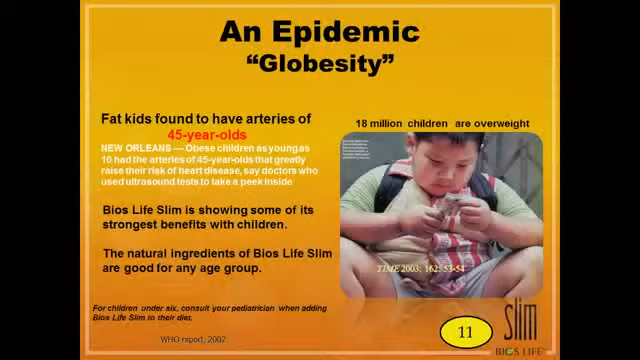 An Epidemic
“Globesity”
Fat kids found to have arteries of
45-year-olds
NEW ORLEANS — Obese children as young as
10 had the arteries of 45-year-olds that greatly
raise their risk of heart disease, say doctors who
used ultrasound tests to take a peek inside
Bios Life Slim is showing some of its
strongest benefits with children.
The natural ingredients of Bios Life Slim
are good for any age group.
For children under six, consult your pediatrician when adding
Bios Life Slim to their diet.
WHO report, 2002
18 million children are overweight
TIME 2003; 162: 53-54
11
slim
BIOS LIFE